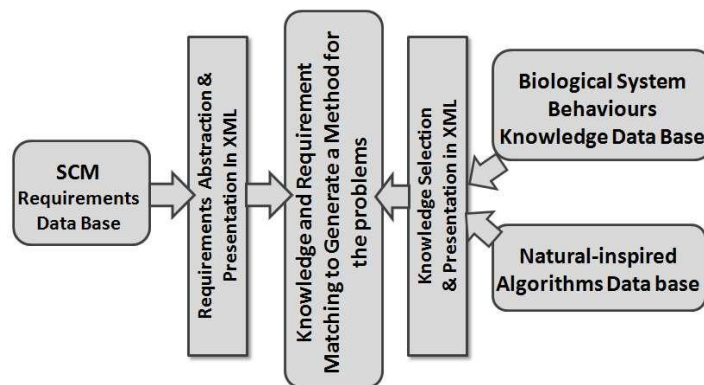 SCM
Requirements
Data Base
Requirements Abstraction &
Presentation In XML
Knowledge and Requirement
Matching to Generate a Method for
the problems
Knowledge Selection
& Presentation in XML
Biological System
Behaviours
Knowledge Data Base
Natural-inspired
Algorithms Data base